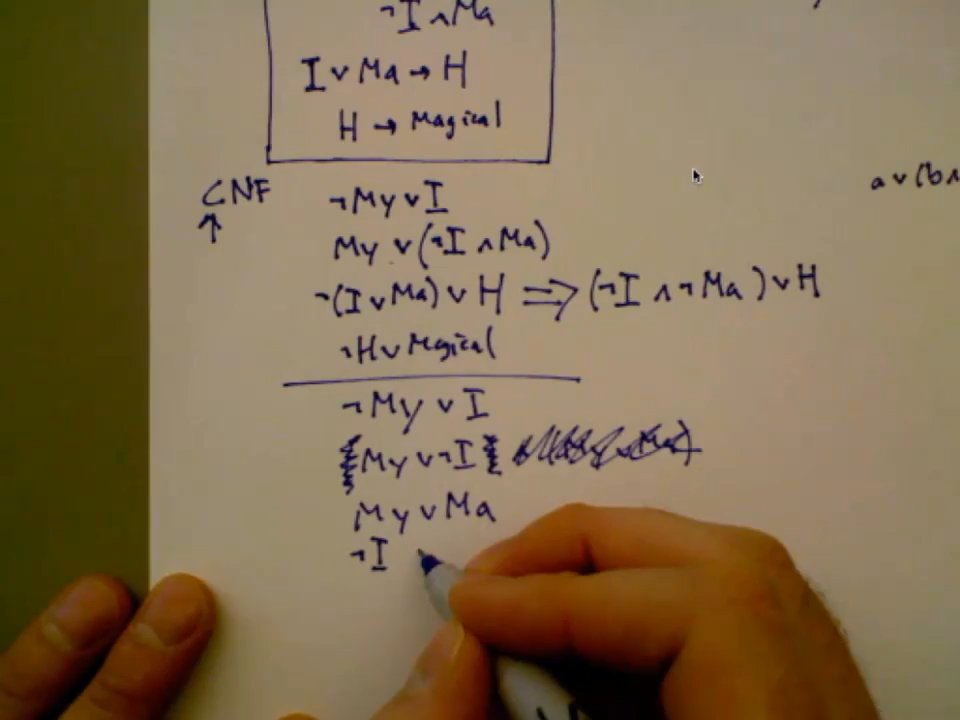 ¬I ∧ Ma
I ∨ Ma → H
H → Magical
CNF
¬My ∨ I
My ∨ (¬I ∧ Ma)
¬(I ∨ Ma) ∨ H ⇒ (¬I ∧ ¬Ma) ∨ H
¬H ∨ Magical
a ∨ (b ∧
¬My ∨ I
My ∨ ¬I
My ∨ Ma
¬I